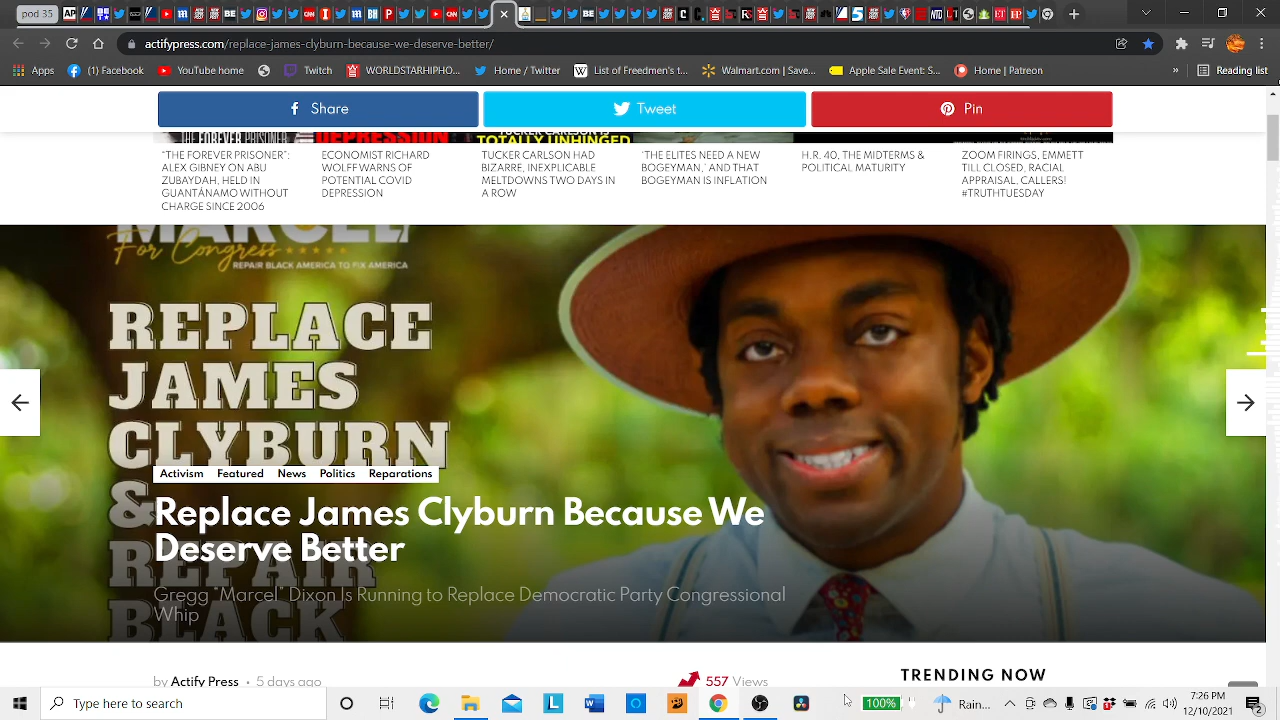 pod 35
actifypress.com/replace-james-clyburn-we-deserve-better/
Apps (1) Facebook YouTube Videos WORLDSTARHIPHO... Twitter / Twitter List of Freedman's... Walmart.com | Save... Apple Sale Event S... Home | Patreon » Reading list
Share Tweet Pin
"THE FOREVER PRISONER":
ALEX GIBNEY ON ABU
ZUBAYDAH, HELD IN
GUANTÁNAMO WITHOUT
CHARGE SINCE 2006
ECONOMIST RICHARD
WOLFF WARNS OF
POTENTIAL COVID
DEPRESSION
TUCKER CARLSON HAD
BIZARRE, INEXPLICABLE
MELTDOWNS TWO DAYS IN
A ROW
"THE ELITES NEED A NEW
BOGEYMAN," AND THAT
BOGEYMAN IS INFLATION
H.R. 40, THE MIDTERMS &
POLITICAL MATURITY
ZOOM FIRINGS, EMMETT
TILL CLOSED, RACIAL
APPRAISAL, CALLERS!
#TRUTHTUESDAY
For Congress
REPAIR BLACK AMERICA TO FIX AMERICA
REPLACE
JAMES
CLYBURN
&
REPAIR
BLACK
Activism Featured News Politics Reparations
Replace James Clyburn Because We
Deserve Better
Gregg "Marcel" Dixon Is Running to Replace Democratic Party Congressional
Whip
by Actify Press • 5 days ago
557 Views
TRENDING NOW
Type here to search
100%
Rain...
7:26 PM
12/10/2021